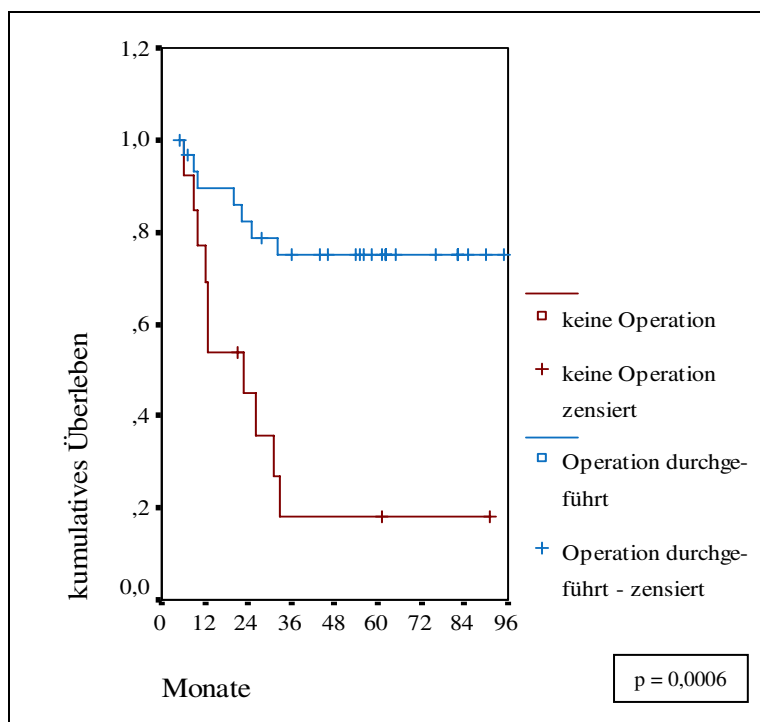 1,2
1,0
,8
,6
,4
,2
0,0
kumulatives Überleben
0 12 24 36 48 60 72 84 96
Monate
keine Operation
keine Operation
zensiert
Operation durchge-
führt
Operation durchge-
führt - zensiert
p = 0,0006